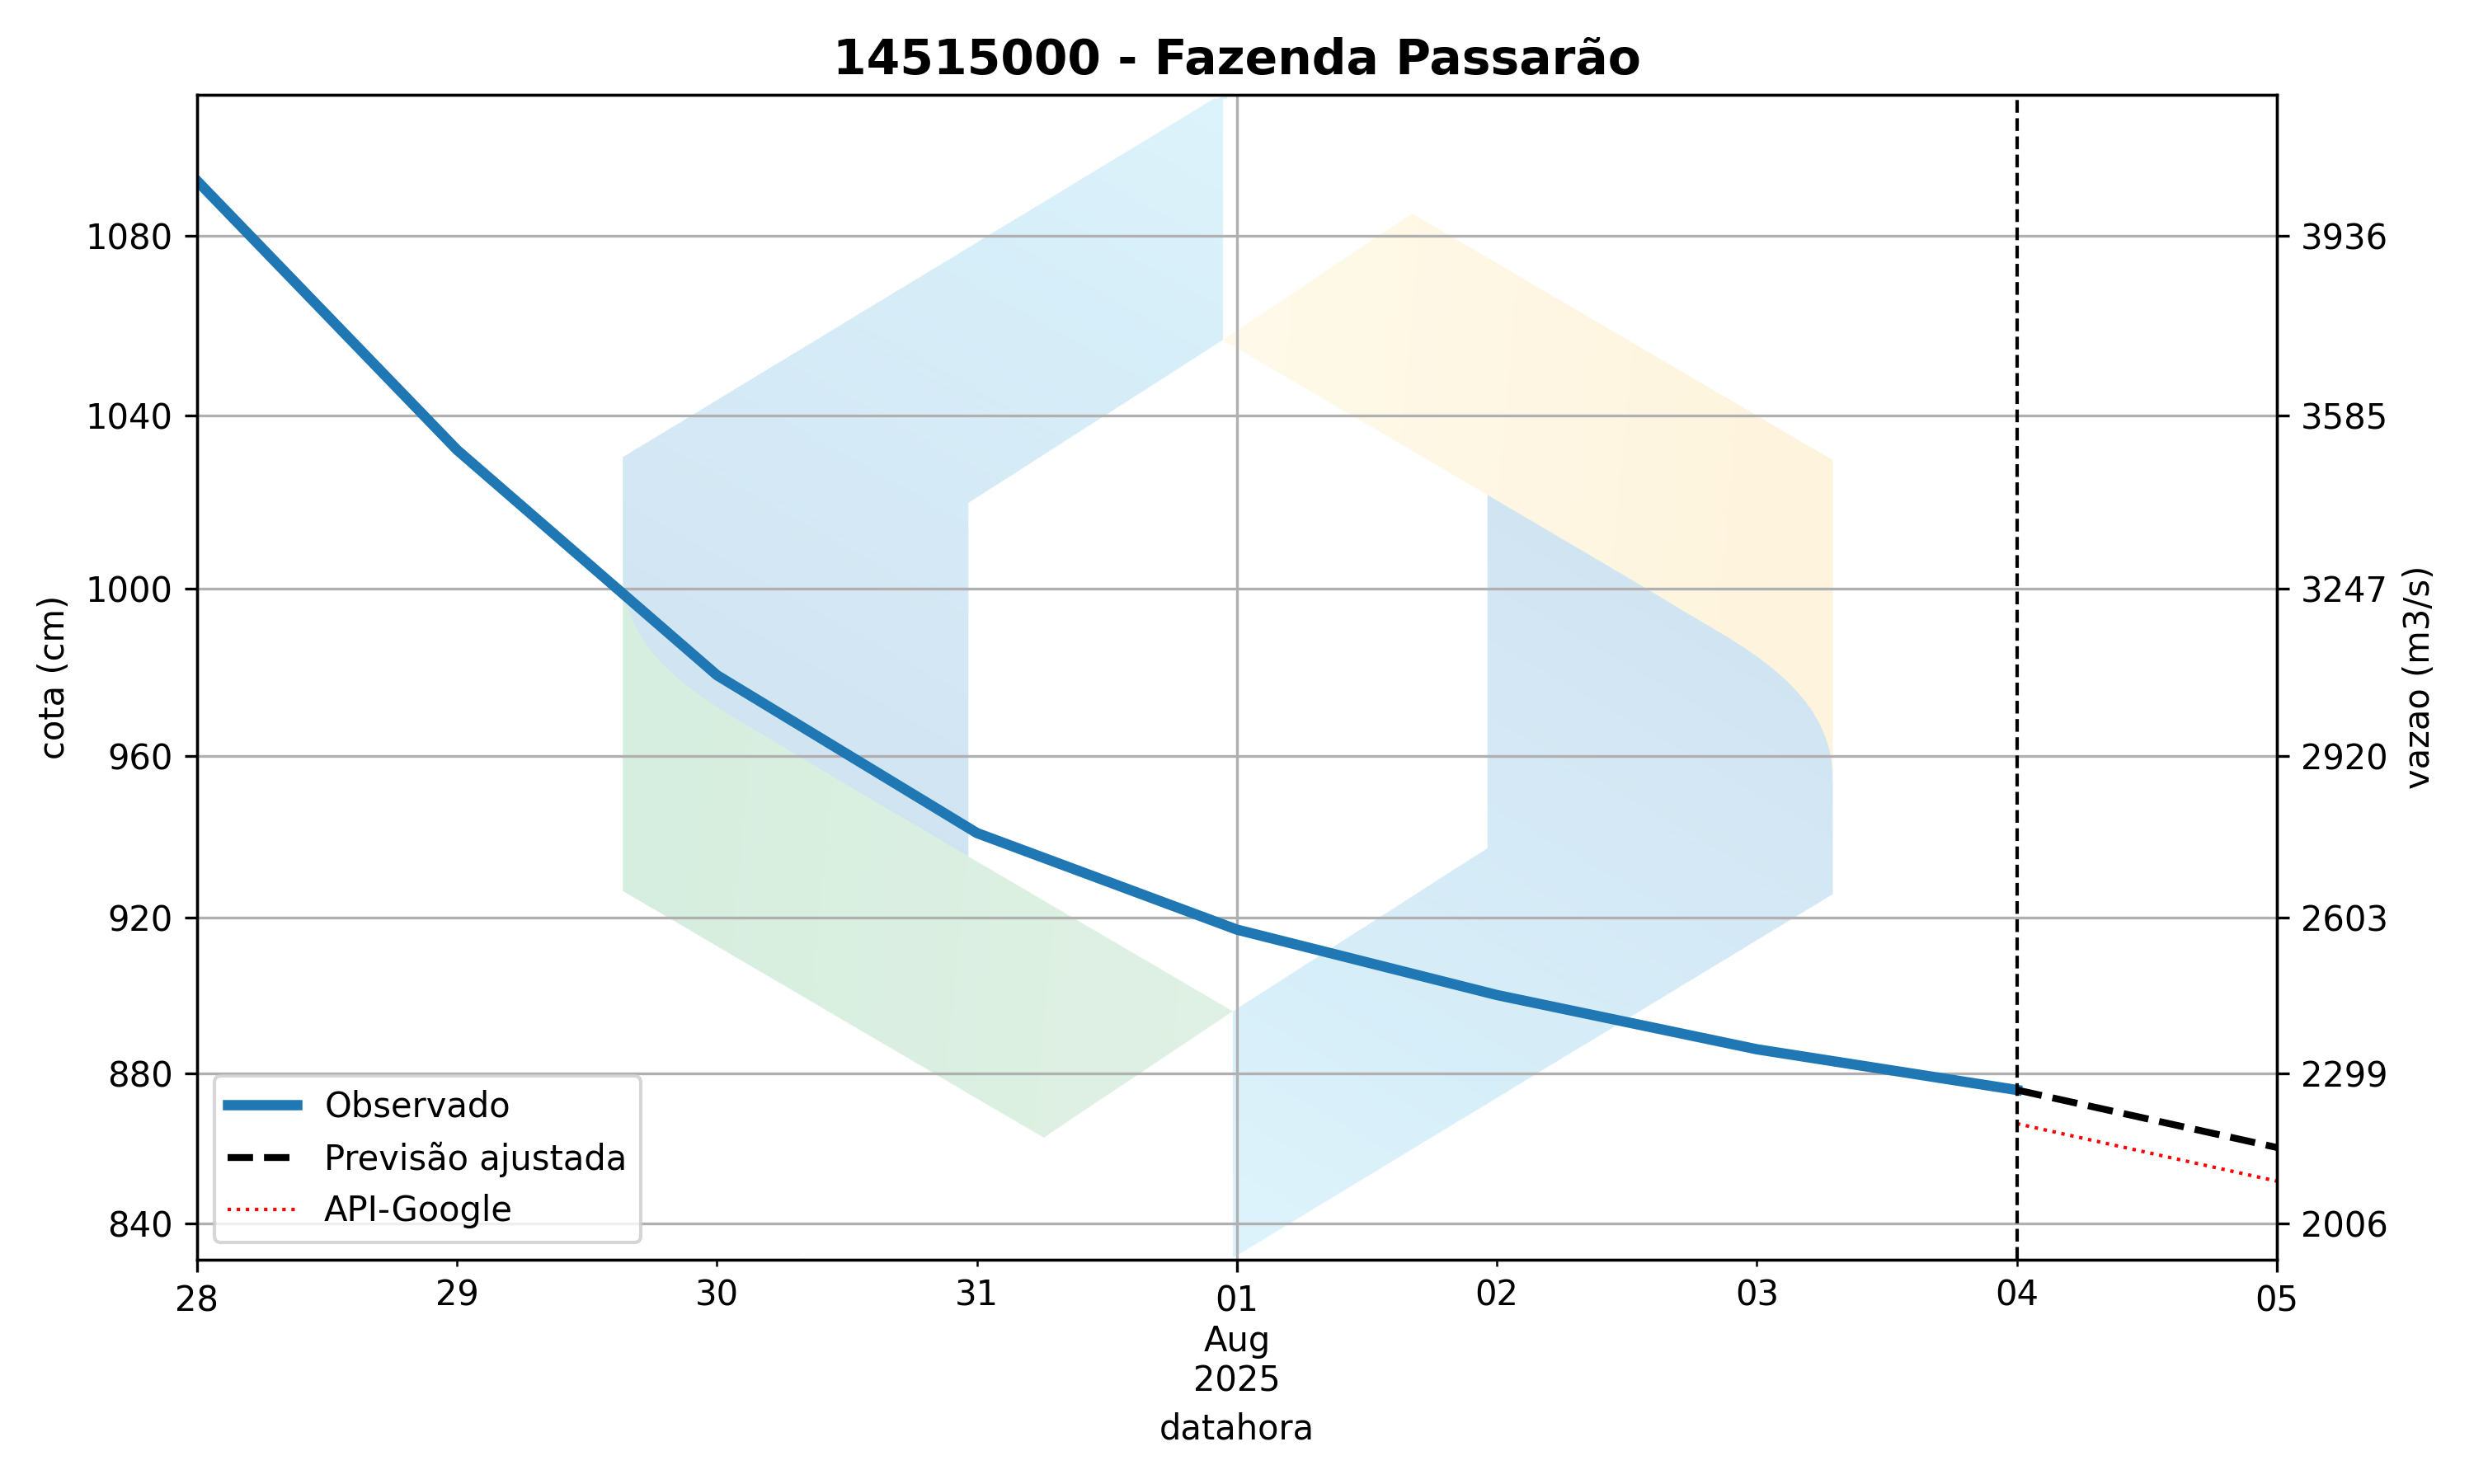 14515000 - Fazenda Passarão
cota (cm)
1080
1040
1000
960
920
880
840
3936
3585
3247
2920
2603
2299
2006
vazao (m3/s)
Observado
Previsão ajustada
API-Google
28 29 30 31 01 02 03 04 05
Aug
2025
datahora